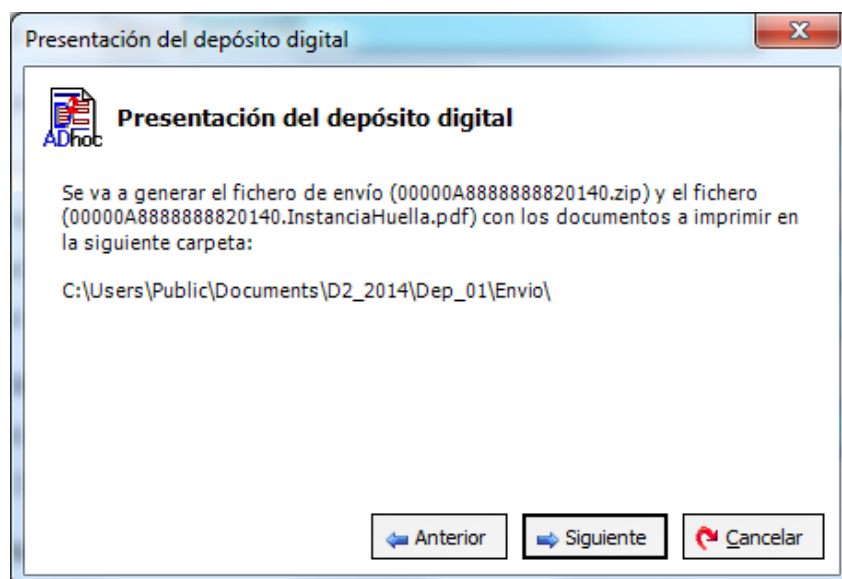 Presentación del depósito digital
ADhoc
Presentación del depósito digital
Se va a generar el fichero de envío (00000A8888888820140.zip) y el fichero
(00000A8888888820140.InstanciaHuella.pdf) con los documentos a imprimir en
la siguiente carpeta:
C:\Users\Public\Documents\D2_2014\Dep_01\Envio\
Anterior
Siguiente
Cancelar